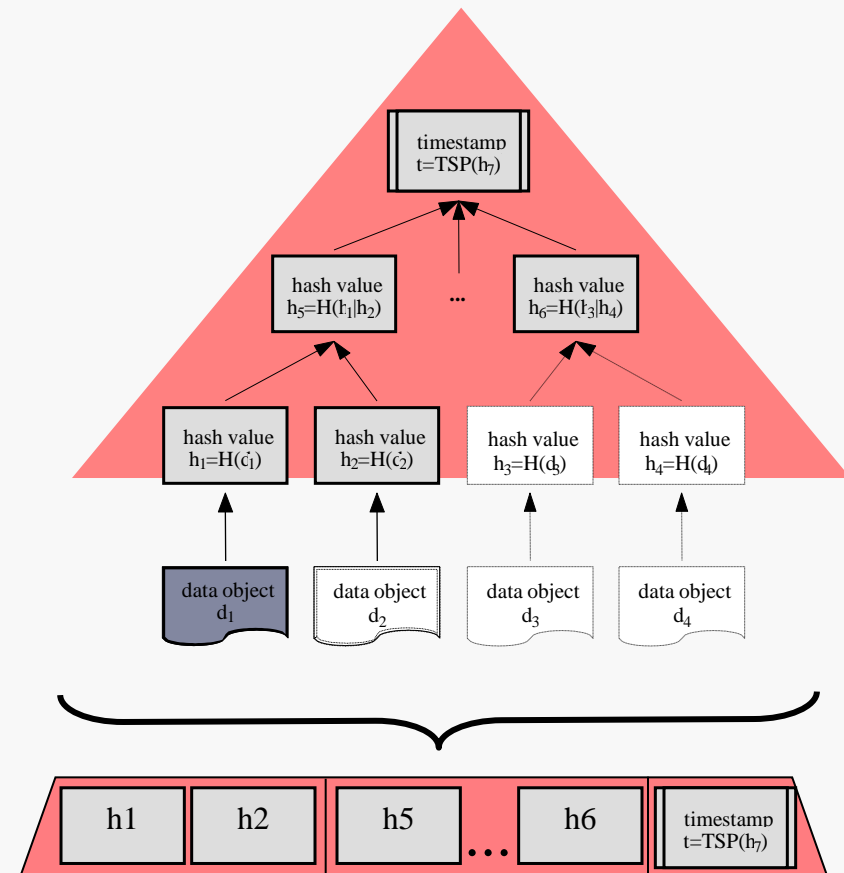 timestamp
t=TSP(h₇)
hash value
h₅=H(h₁|h₂)
...
hash value
h₆=H(h₃|h₄)
hash value
h₁=H(d₁)
hash value
h₂=H(d₂)
hash value
h₃=H(d₃)
hash value
h₄=H(d₄)
data object
d₁
data object
d₂
data object
d₃
data object
d₄
h1
h2
h5
...
h6
timestamp
t=TSP(h₇)